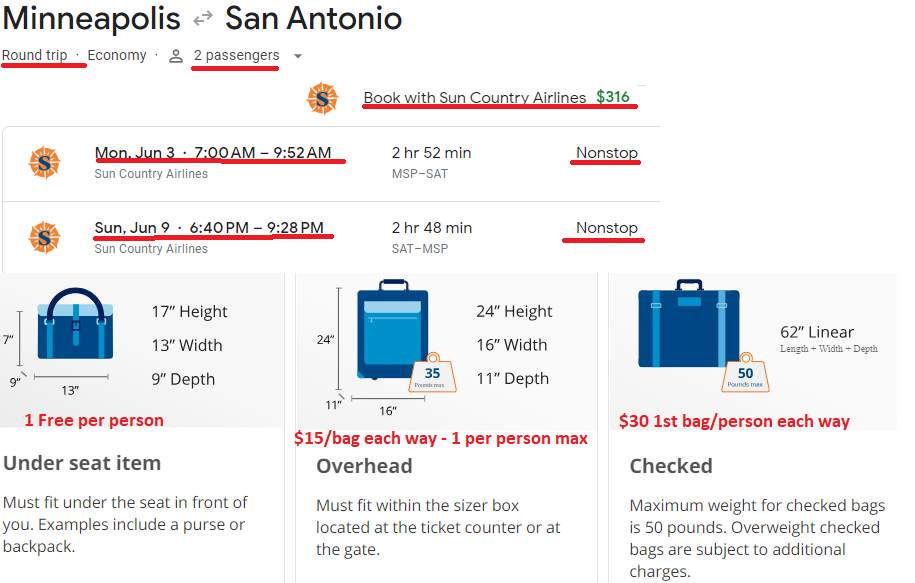 Minneapolis San Antonio
Round trip · Economy · 2 passengers
S Book with Sun Country Airlines $316
S Mon, Jun 3 · 7:00 AM – 9:52 AM 2 hr 52 min Nonstop
Sun Country Airlines MSP–SAT
S Sun, Jun 9 · 6:40 PM – 9:28 PM 2 hr 48 min Nonstop
Sun Country Airlines SAT–MSP
7”
9”
13”
17” Height
13” Width
9” Depth
1 Free per person
Under seat item
Must fit under the seat in front of
you. Examples include a purse or
backpack.
24”
11”
16”
35
Pounds max
24” Height
16” Width
11” Depth
$15/bag each way - 1 per person max
Overhead
Must fit within the sizer box
located at the ticket counter or at
the gate.
50
Pounds max
62” Linear
Length + Width + Depth
$30 1st bag/person each way
Checked
Maximum weight for checked bags
is 50 pounds. Overweight checked
bags are subject to additional
charges.